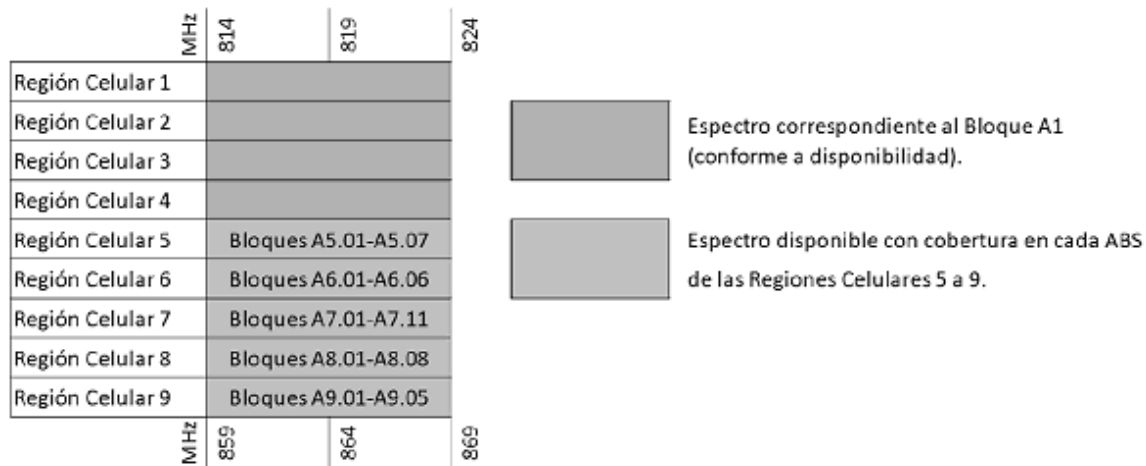 MHz
814
819
824
Región Celular 1
Región Celular 2
Región Celular 3
Región Celular 4
Región Celular 5 Bloques A5.01-A5.07
Región Celular 6 Bloques A6.01-A6.06
Región Celular 7 Bloques A7.01-A7.11
Región Celular 8 Bloques A8.01-A8.08
Región Celular 9 Bloques A9.01-A9.05
MHz
859
864
869
Espectro correspondiente al Bloque A1
(conforme a disponibilidad).
Espectro disponible con cobertura en cada ABS
de las Regiones Celulares 5 a 9.